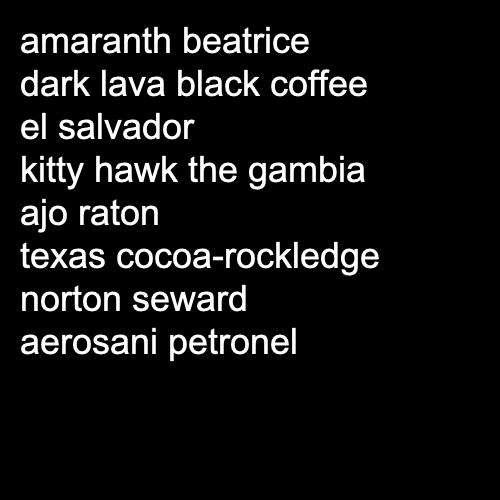 amaranth beatrice
dark lava black coffee
el salvador
kitty hawk the gambia
ajo raton
texas cocoa-rockledge
norton seward
aerosani petronel